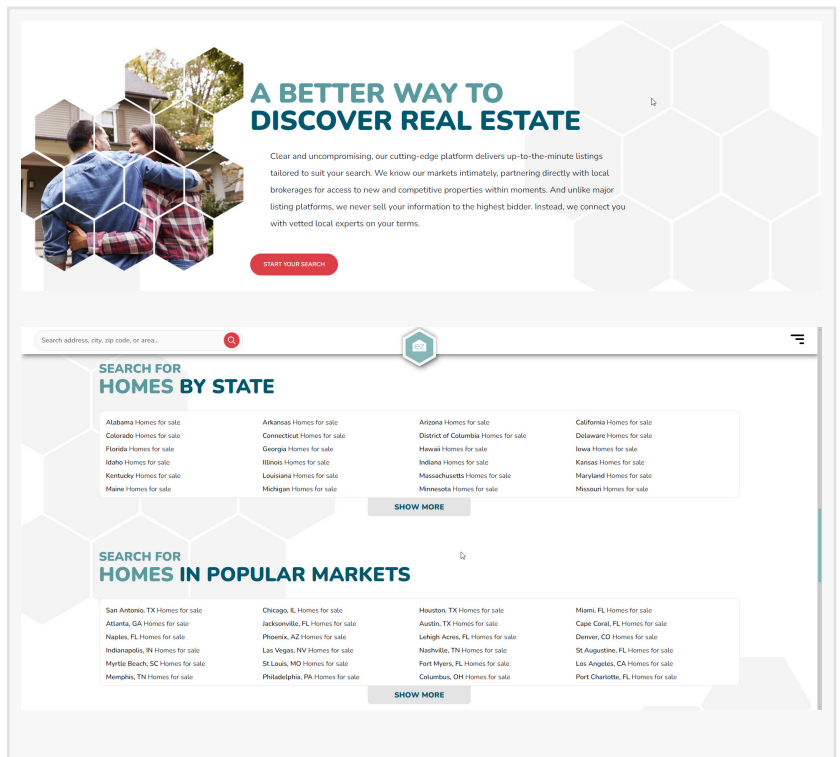 A BETTER WAY TO
DISCOVER REAL ESTATE
Clear and uncompromising, our cutting-edge platform delivers up-to-the-minute listings
tailored to suit your search. We know our markets intimately, partnering directly with local
brokerages for access to new and competitive properties within moments. And unlike major
listing platforms, we never sell your information to the highest bidder. Instead, we connect you
with vetted local experts on your terms.
START YOUR SEARCH
Search address, city, zip code, or area...
SEARCH FOR
HOMES BY STATE
Alabama Homes for sale Arkansas Homes for sale Arizona Homes for sale California Homes for sale
Colorado Homes for sale Connecticut Homes for sale District of Columbia Homes for sale Delaware Homes for sale
Florida Homes for sale Georgia Homes for sale Hawaii Homes for sale Iowa Homes for sale
Idaho Homes for sale Illinois Homes for sale Indiana Homes for sale Kansas Homes for sale
Kentucky Homes for sale Louisiana Homes for sale Massachusetts Homes for sale Maryland Homes for sale
Maine Homes for sale Michigan Homes for sale Minnesota Homes for sale Missouri Homes for sale
SHOW MORE
SEARCH FOR
HOMES IN POPULAR MARKETS
San Antonio, TX Homes for sale Chicago, IL Homes for sale Houston, TX Homes for sale Miami, FL Homes for sale
Atlanta, GA Homes for sale Jacksonville, FL Homes for sale Austin, TX Homes for sale Cape Coral, FL Homes for sale
Naples, FL Homes for sale Phoenix, AZ Homes for sale Lehigh Acres, FL Homes for sale Denver, CO Homes for sale
Indianapolis, IN Homes for sale Las Vegas, NV Homes for sale Nashville, TN Homes for sale St Augustine, FL Homes for sale
Myrtle Beach, SC Homes for sale St Louis, MO Homes for sale Fort Myers, FL Homes for sale Los Angeles, CA Homes for sale
Memphis, TN Homes for sale Philadelphia, PA Homes for sale Columbus, OH Homes for sale Port Charlotte, FL Homes for sale
SHOW MORE